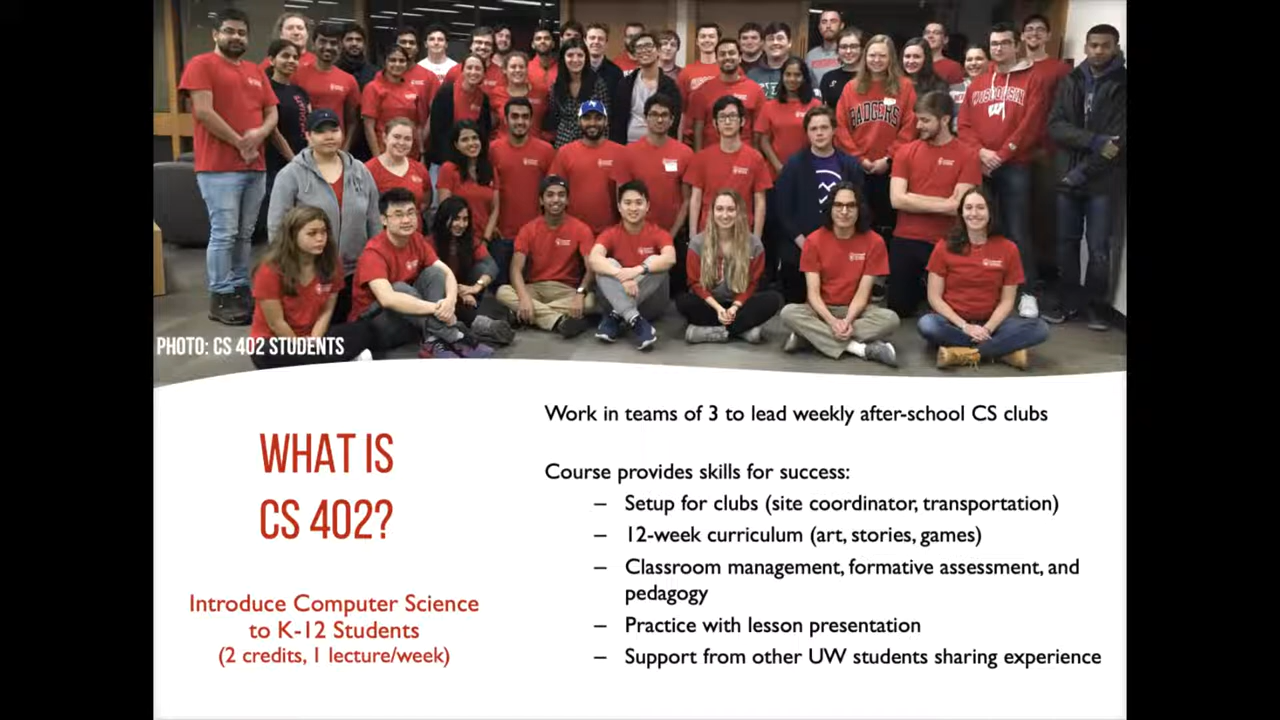 WISCONSIN
BADGERS
PHOTO: CS 402 STUDENTS
WHAT IS
CS 402?
Introduce Computer Science
to K-12 Students
(2 credits, 1 lecture/week)
Work in teams of 3 to lead weekly after-school CS clubs
Course provides skills for success:
– Setup for clubs (site coordinator, transportation)
– 12-week curriculum (art, stories, games)
– Classroom management, formative assessment, and
pedagogy
– Practice with lesson presentation
– Support from other UW students sharing experience